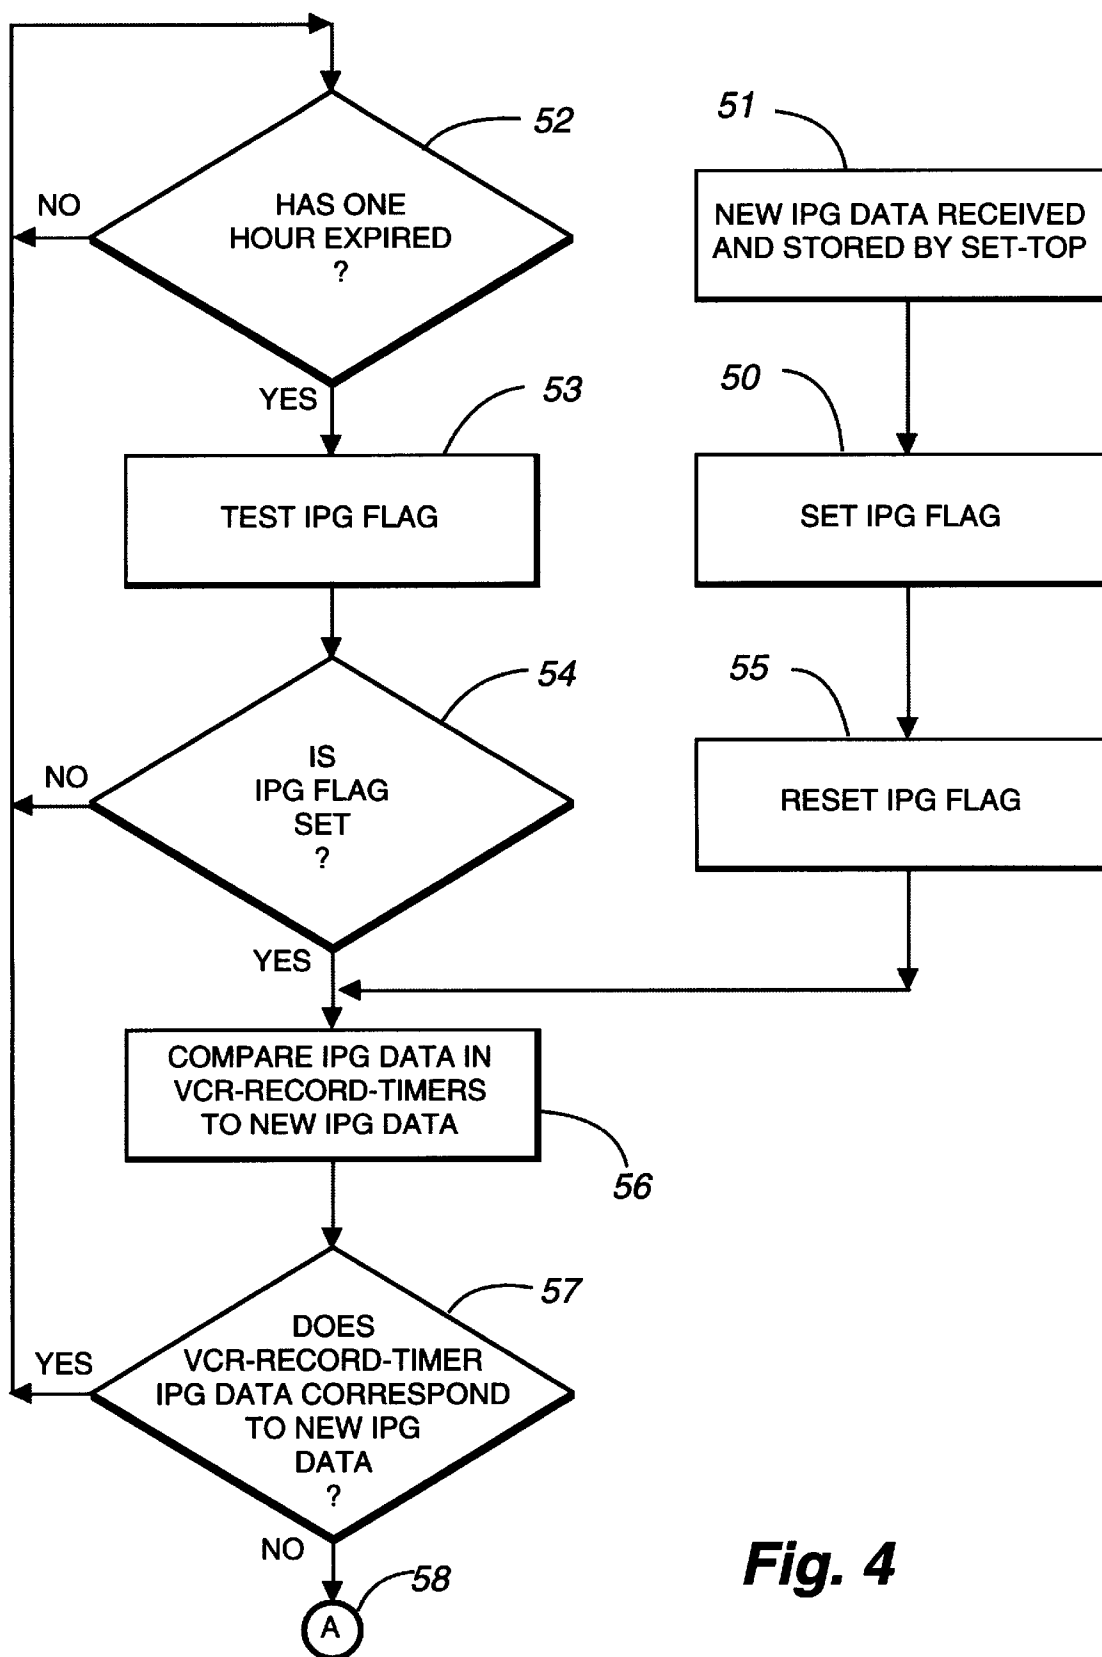 52
HAS ONE
HOUR EXPIRED
?
NO
YES
51
NEW IPG DATA RECEIVED
AND STORED BY SET-TOP
53
TEST IPG FLAG
50
SET IPG FLAG
54
IS
IPG FLAG
SET
?
NO
YES
55
RESET IPG FLAG
COMPARE IPG DATA IN
VCR-RECORD-TIMERS
TO NEW IPG DATA
56
57
DOES
VCR-RECORD-TIMER
IPG DATA CORRESPOND
TO NEW IPG
DATA
?
YES
NO
58
A
Fig. 4